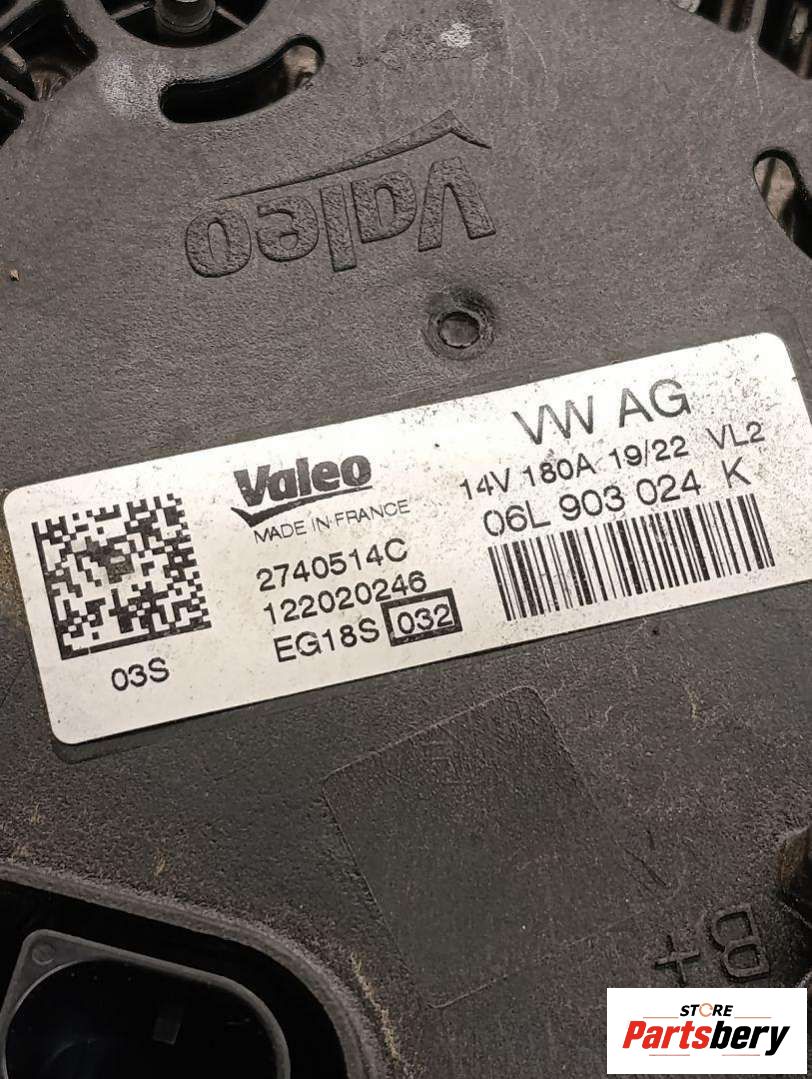 Valeo
VW AG
14V 180A 19/22 VL2
06L 903 024 K
Valeo
MADE IN FRANCE
2740514C
122020246
EG18S 032
03S
B+
STORE
Partsbery